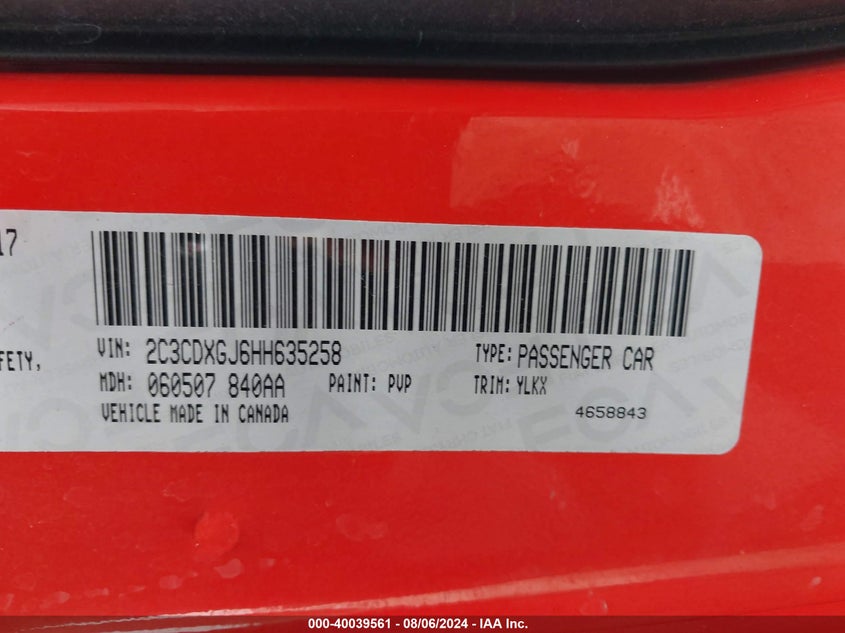 17
FETY,
VIN: 2C3CDXGJ6HH635258 TYPE: PASSENGER CAR
MDH: 060507 840AA PAINT: PVP TRIM: YLKX
VEHICLE MADE IN CANADA 4658843
000-40039561 - 08/06/2024 - IAA Inc.